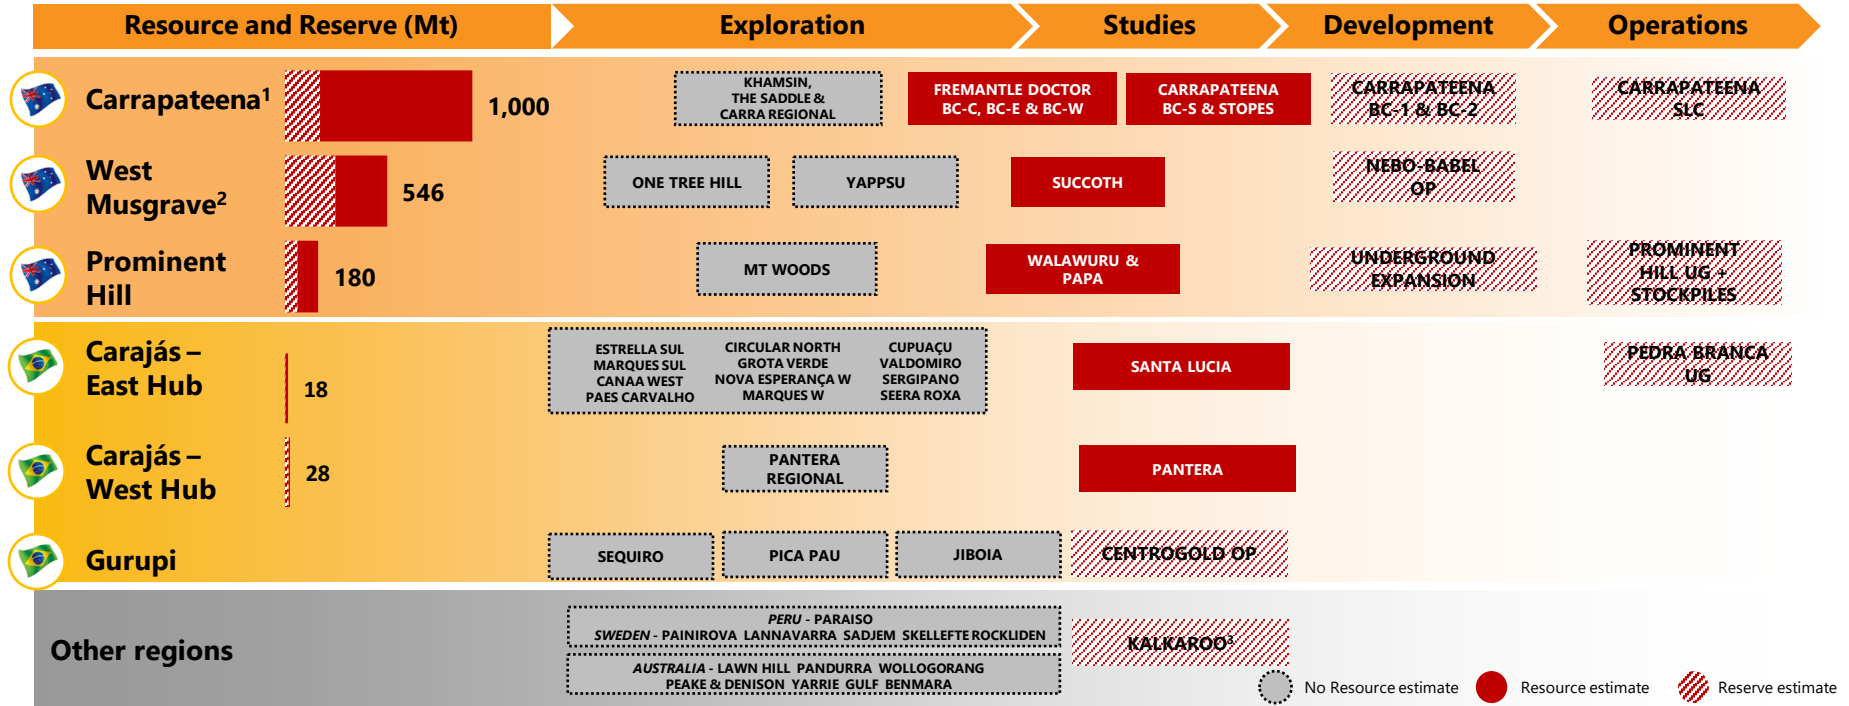 Resource and Reserve (Mt)
Exploration
Studies
Development
Operations
Carrapateena1
1,000
KHAMSIN,
THE SADDLE &
CARRA REGIONAL
FREMANTLE DOCTOR
BC-C, BC-E & BC-W
CARRAPATEENA
BC-S & STOPES
CARRAPATEENA
BC-1 & BC-2
CARRAPATEENA
SLC
West
Musgrave2
546
ONE TREE HILL
YAPPSU
SUCCOTH
NEBO-BABEL
OP
Prominent
Hill
180
MT WOODS
WALAWURU &
PAPA
UNDERGROUND
EXPANSION
PROMINENT
HILL UG +
STOCKPILES
Carajás –
East Hub
18
ESTRELLA SUL
MARQUES SUL
CANAA WEST
PAES CARVALHO
CIRCULAR NORTH
GROTA VERDE
NOVA ESPERANÇA W
MARQUES W
CUPUAÇU
VALDOMIRO
SERGIPANO
SEERA ROXA
SANTA LUCIA
PEDRA BRANCA
UG
Carajás –
West Hub
28
PANTERA
REGIONAL
PANTERA
Gurupi
SEQUIRO
PICA PAU
JIBOIA
CENTROGOLD OP
Other regions
PERU - PARAISO
SWEDEN - PAINIROVA LANNAVARRA SADJEM SKELLEFTE ROCKLIDEN
AUSTRALIA - LAWN HILL PANDURRA WOLLOGORANG
PEAKE & DENISON YARRIE GULF BENMARA
KALKAROO3
No Resource estimate
Resource estimate
Reserve estimate